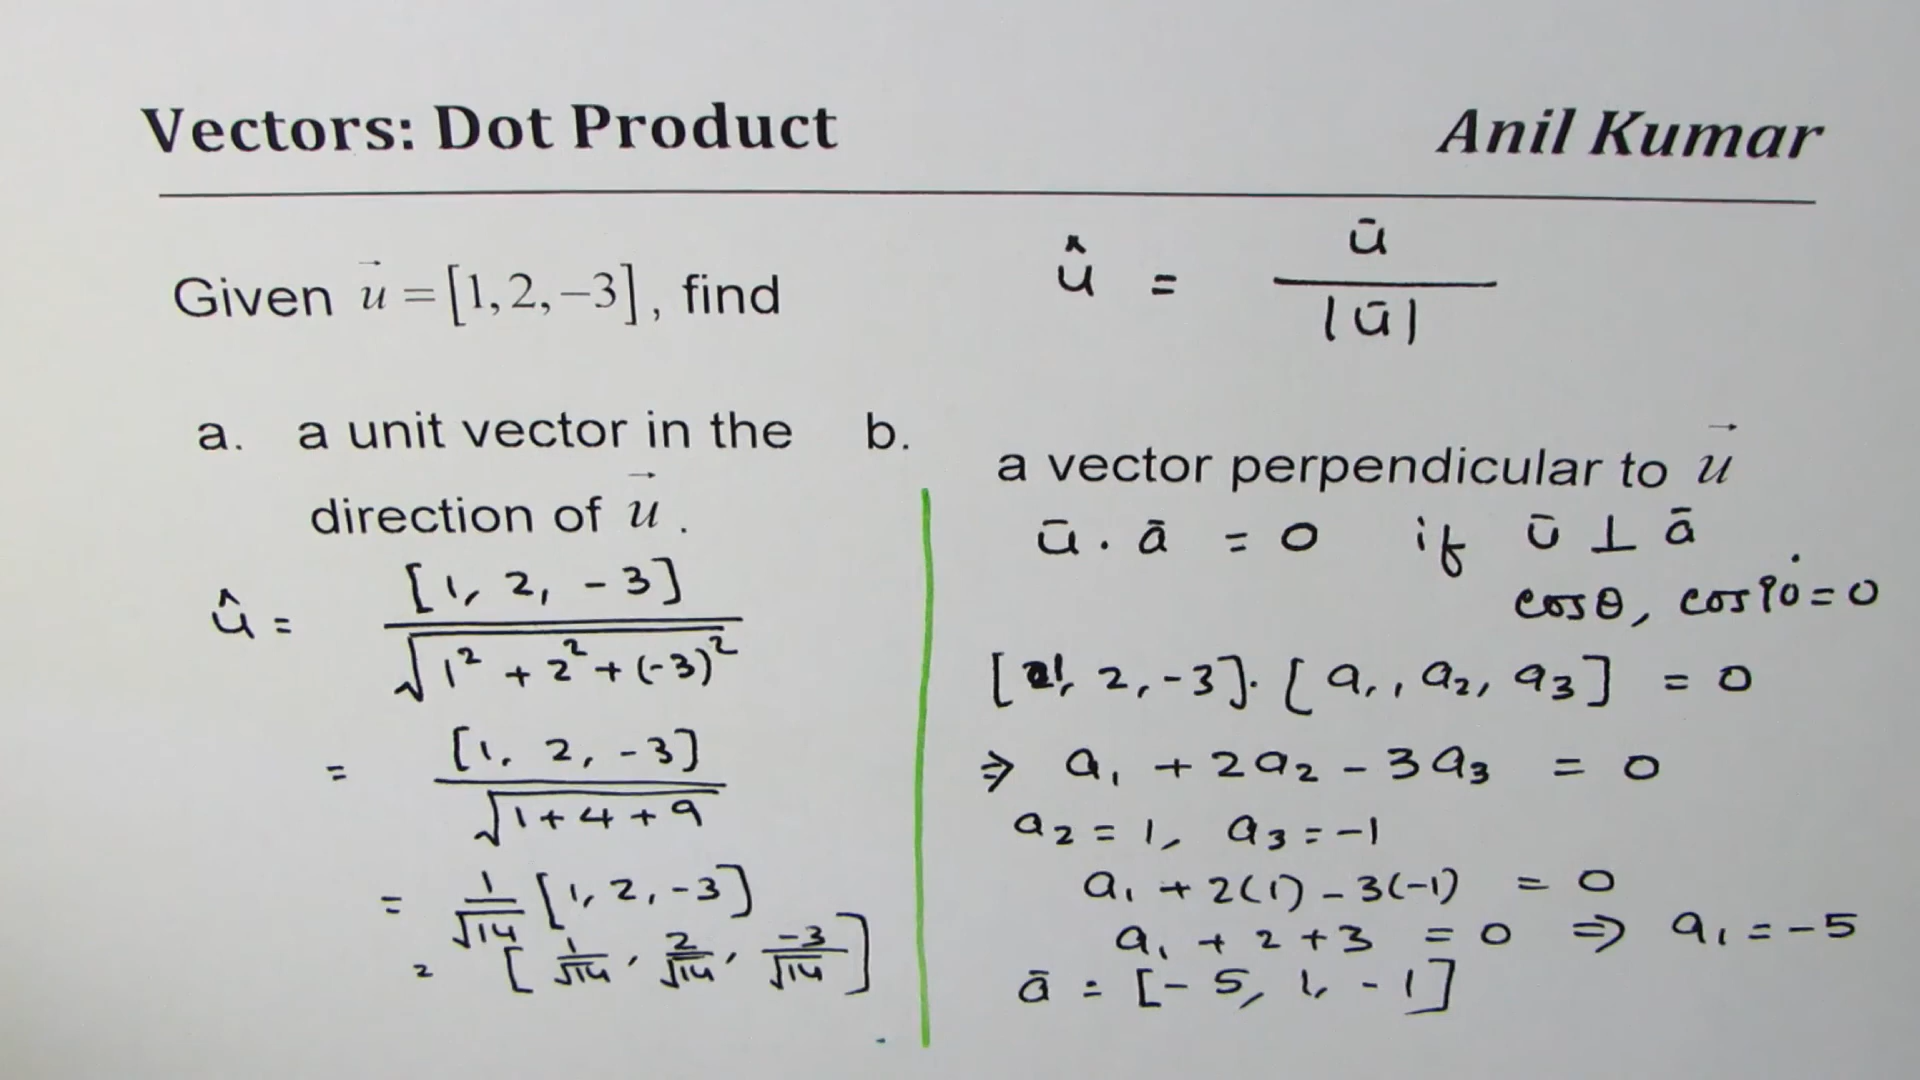 Vectors: Dot Product
Anil Kumar
Given u⃗ = [1, 2, −3], find
û = ū / |ū|
a. a unit vector in the
direction of u⃗ .
û = [1, 2, -3] / √(1² + 2² + (-3)²)
= [1, 2, -3] / √(1+4+9)
= 1/√14 [1, 2, -3]
= [1/√14, 2/√14, -3/√14]
b. a vector perpendicular to u⃗
ū . ā = 0 if ū ⊥ ā
cosθ, cos90° = 0
[1, 2, -3] . [a₁, a₂, a₃] = 0
⇒ a₁ + 2a₂ - 3a₃ = 0
a₂ = 1, a₃ = -1
a₁ + 2(1) - 3(-1) = 0
a₁ + 2 + 3 = 0 ⇒ a₁ = -5
ā = [-5, 1, -1]